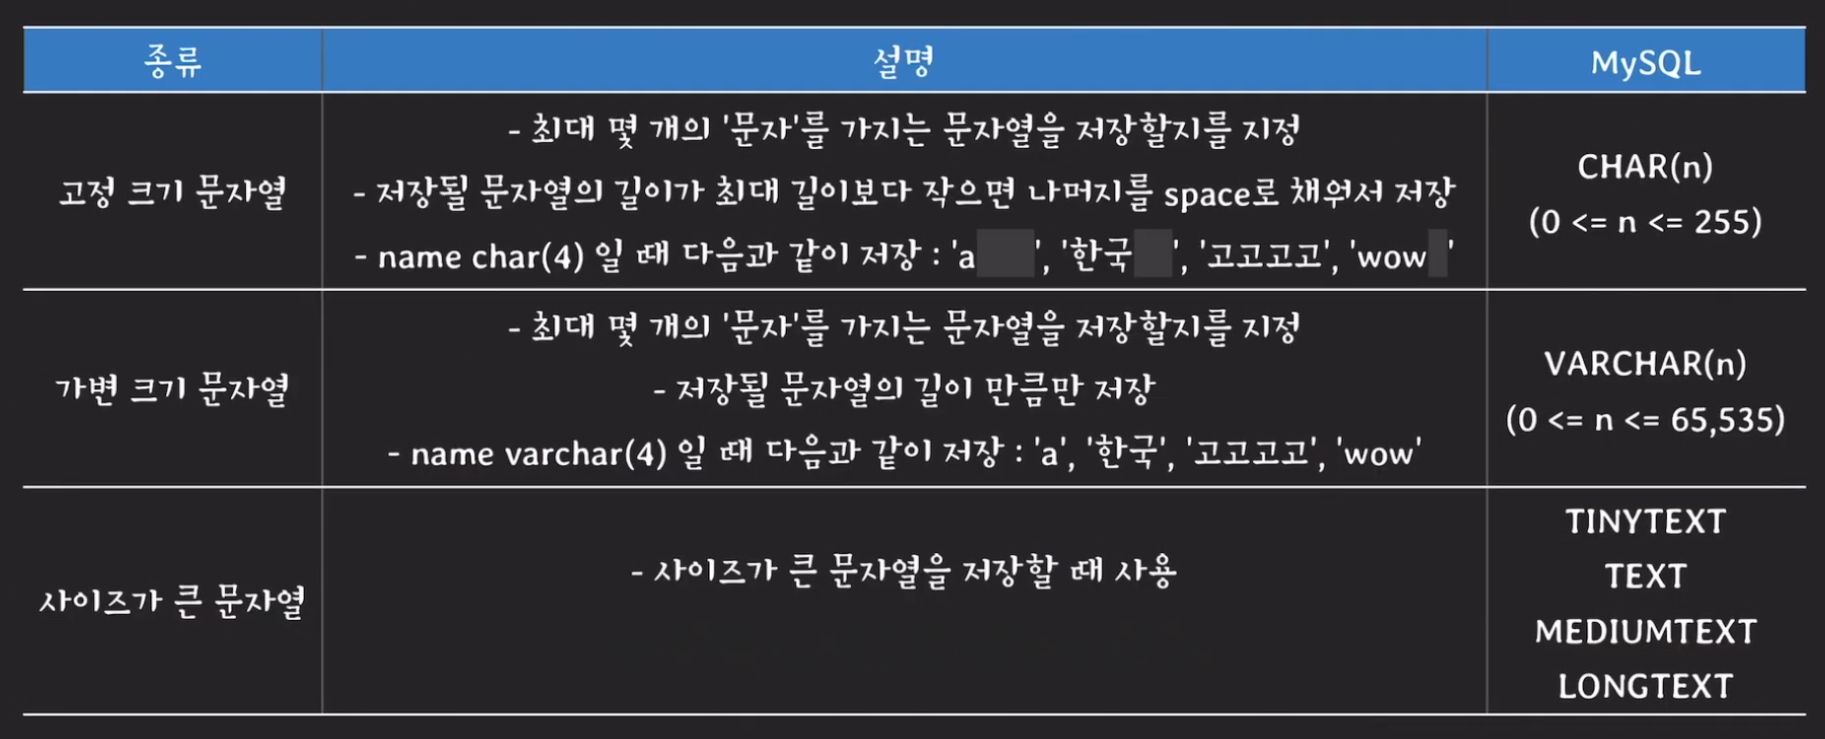 종류 설명 MySQL
고정 크기 문자열
- 최대 몇 개의 '문자'를 가지는 문자열을 저장할지를 지정
- 저장될 문자열의 길이가 최대 길이보다 작으면 나머지를 space로 채워서 저장
- name char(4) 일 때 다음과 같이 저장 : 'a   ', '한국  ', '고고고고', 'wow '
CHAR(n)
(0 <= n <= 255)
가변 크기 문자열
- 최대 몇 개의 '문자'를 가지는 문자열을 저장할지를 지정
- 저장될 문자열의 길이 만큼만 저장
- name varchar(4) 일 때 다음과 같이 저장 : 'a', '한국', '고고고고', 'wow'
VARCHAR(n)
(0 <= n <= 65,535)
사이즈가 큰 문자열
- 사이즈가 큰 문자열을 저장할 때 사용
TINYTEXT
TEXT
MEDIUMTEXT
LONGTEXT